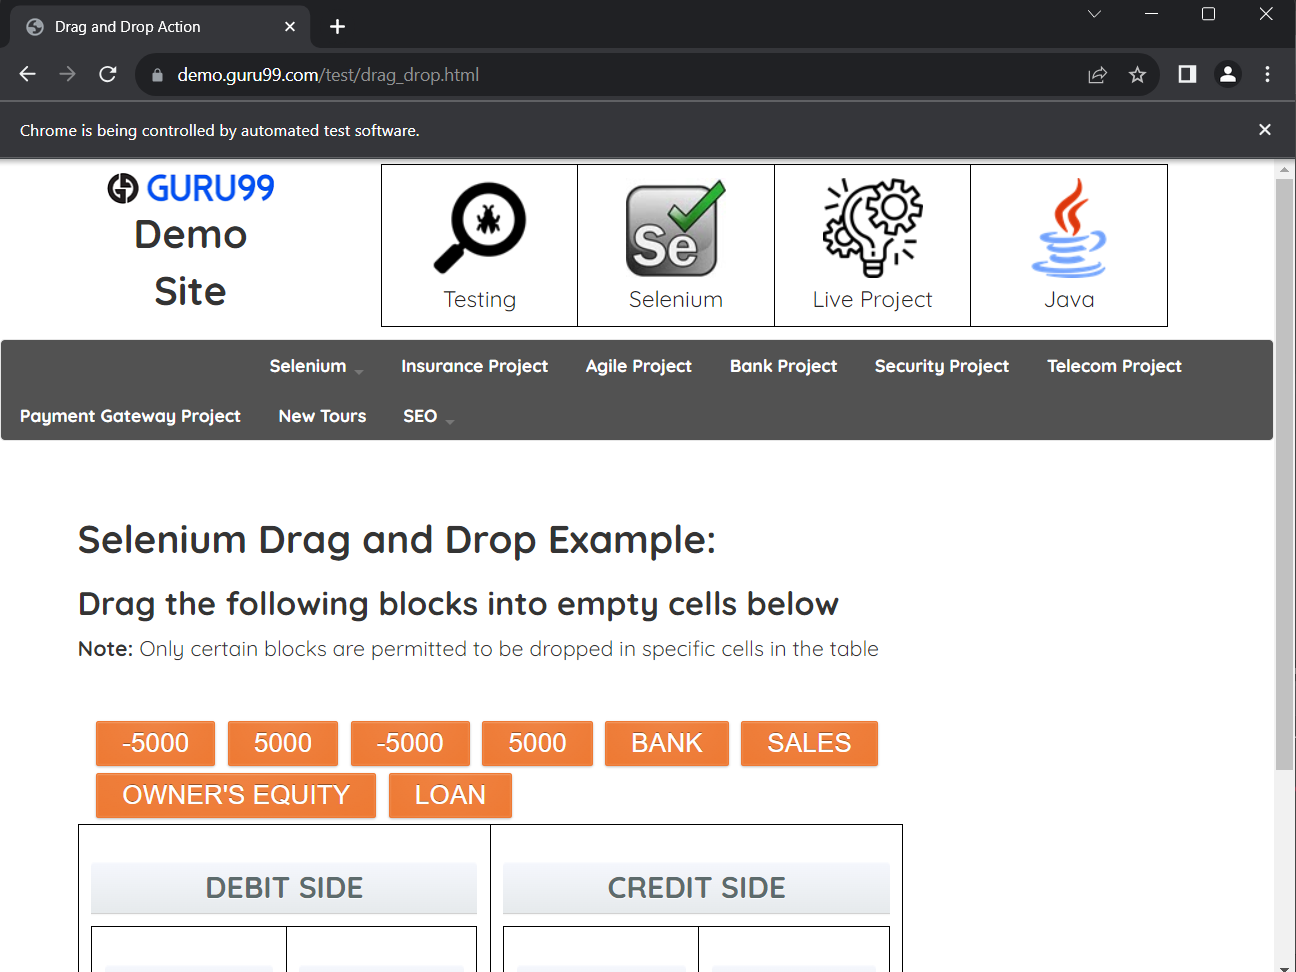 Drag and Drop Action
demo.guru99.com/test/drag_drop.html
Chrome is being controlled by automated test software.
GURU99
Demo
Site
Testing
Se
Selenium
Live Project
Java
Selenium Insurance Project Agile Project Bank Project Security Project Telecom Project
Payment Gateway Project New Tours SEO
Selenium Drag and Drop Example:
Drag the following blocks into empty cells below
Note: Only certain blocks are permitted to be dropped in specific cells in the table
-5000 5000 -5000 5000 BANK SALES
OWNER'S EQUITY LOAN
DEBIT SIDE CREDIT SIDE